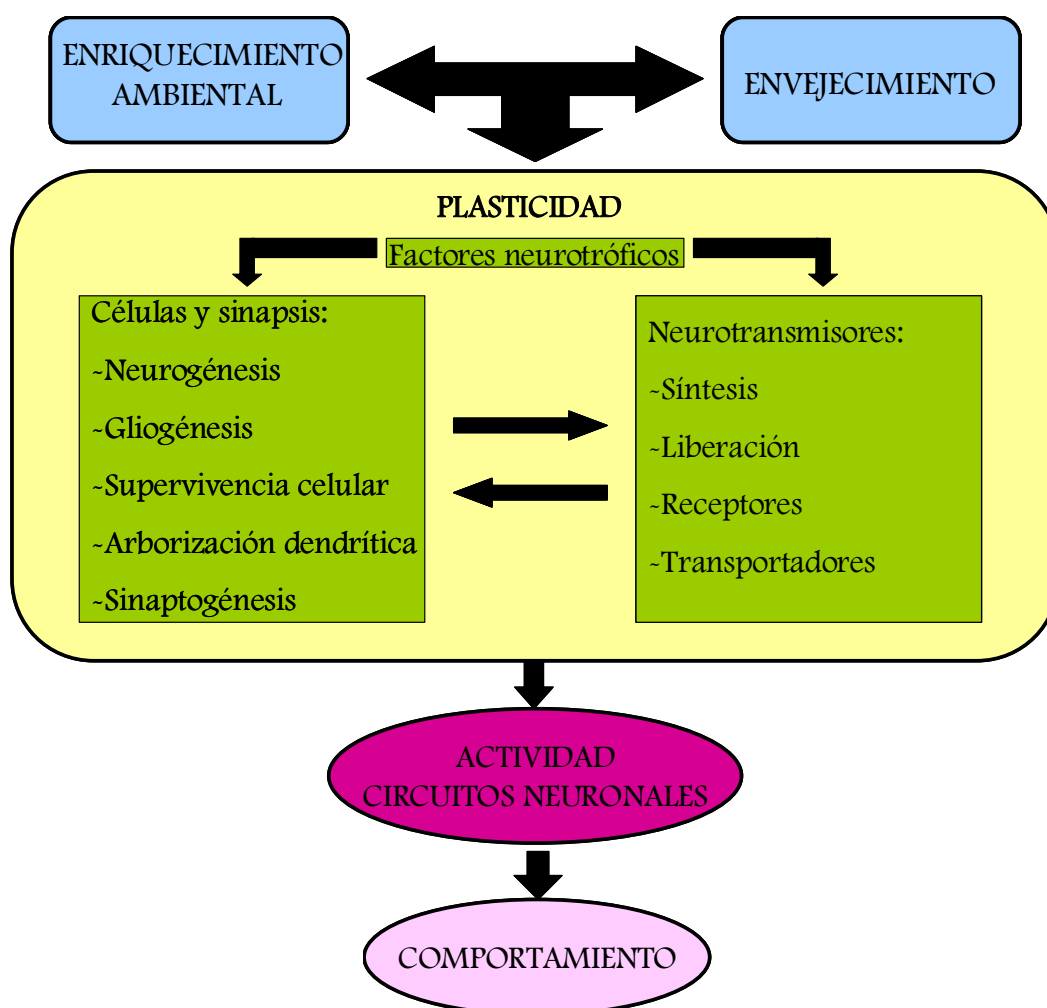 ENRIQUECIMIENTO
AMBIENTAL
ENVEJECIMIENTO
PLASTICIDAD
Factores neurotróficos
Células y sinapsis:
-Neurogénesis
-Gliogénesis
-Supervivencia celular
-Arborización dendrítica
-Sinaptogénesis
Neurotransmisores:
-Síntesis
-Liberación
-Receptores
-Transportadores
ACTIVIDAD
CIRCUITOS NEURONALES
COMPORTAMIENTO